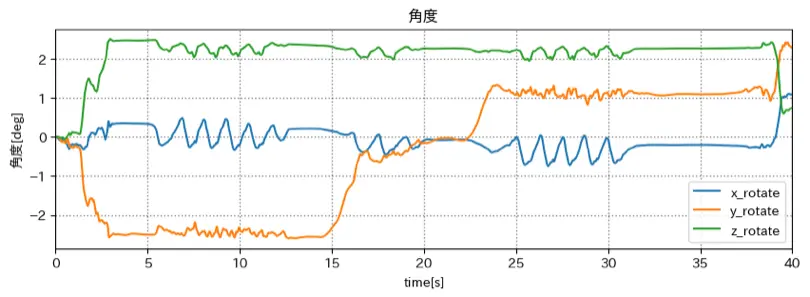 角度
2
1
0
−1
−2
角度[deg]
0 5 10 15 20 25 30 35 40
time[s]
x_rotate
y_rotate
z_rotate